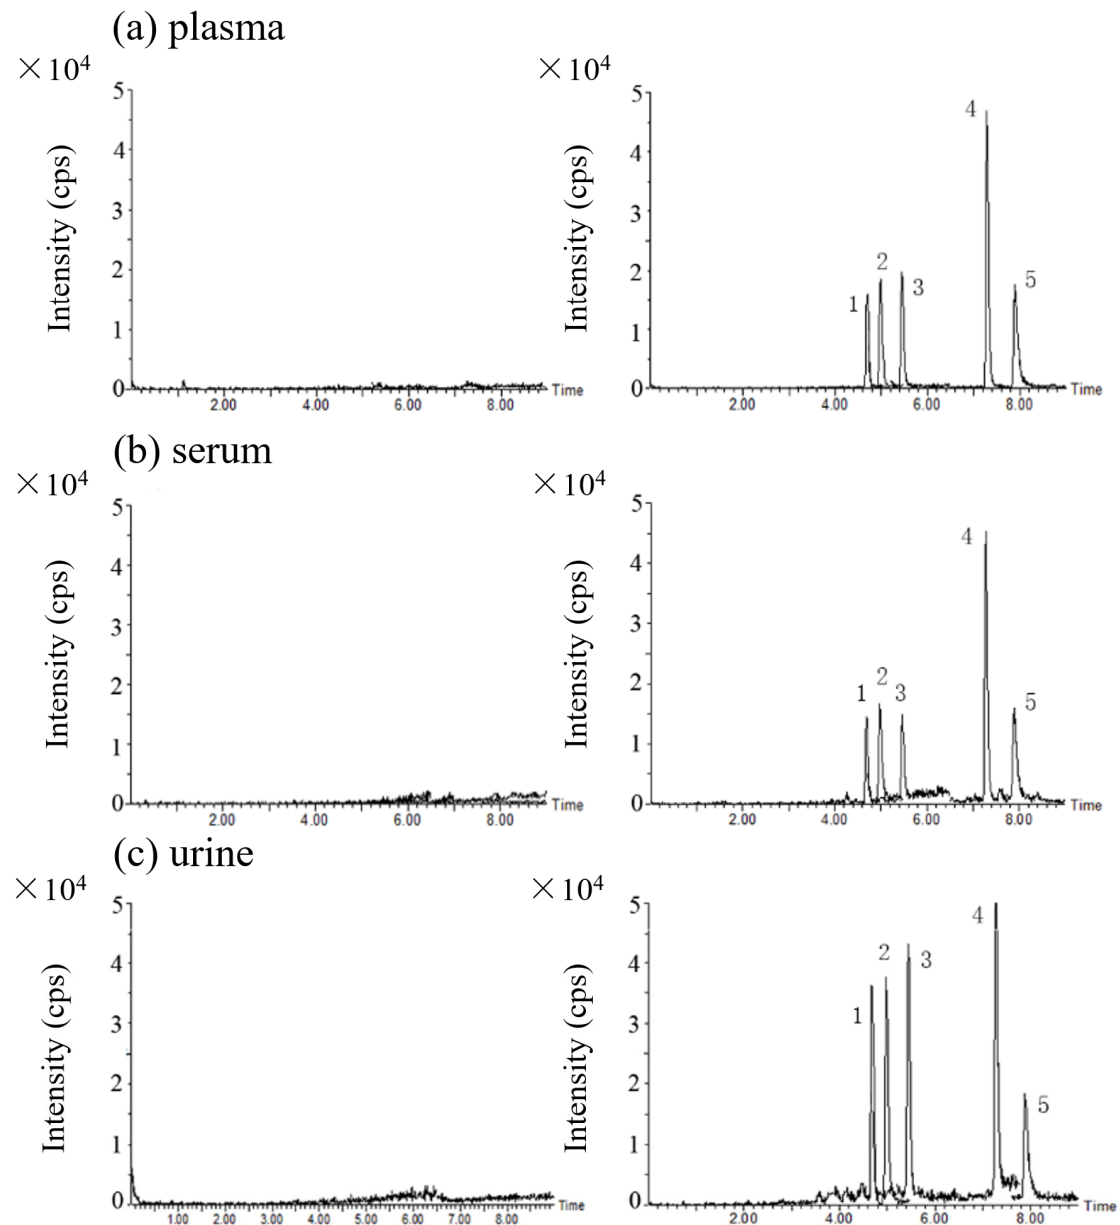 (a) plasma
×10⁴ ×10⁴
Intensity (cps)
5
4
3
2
1
0
2.00 4.00 6.00 8.00 Time
Intensity (cps)
5
4
3
2
1
0
1 2 3 4 5
2.00 4.00 6.00 8.00 Time
(b) serum
×10⁴ ×10⁴
Intensity (cps)
5
4
3
2
1
0
2.00 4.00 6.00 8.00 Time
Intensity (cps)
5
4
3
2
1
0
1 2 3 4 5
2.00 4.00 6.00 8.00 Time
(c) urine
×10⁴ ×10⁴
Intensity (cps)
5
4
3
2
1
0
1.00 2.00 3.00 4.00 5.00 6.00 7.00 8.00 Time
Intensity (cps)
5
4
3
2
1
0
1 2 3 4 5
2.00 4.00 6.00 8.00 Time